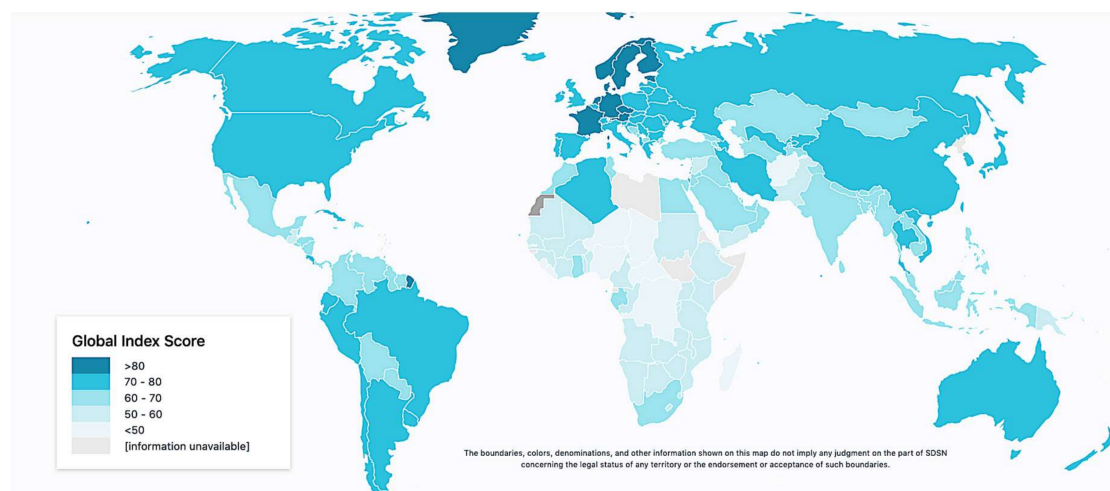 Global Index Score
>80
70 - 80
60 - 70
50 - 60
<50
[information unavailable]
The boundaries, colors, denominations, and other information shown on this map do not imply any judgment on the part of SDSN
concerning the legal status of any territory or the endorsement or acceptance of such boundaries.